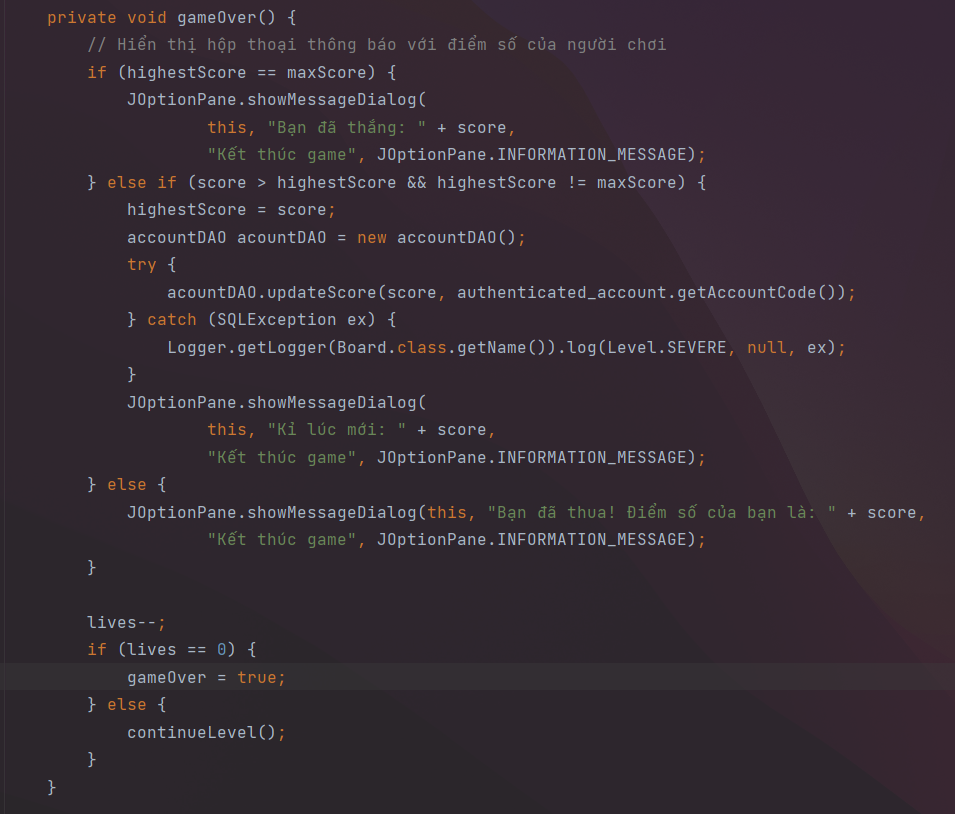 private void gameOver() {
// Hiển thị hộp thoại thông báo với điểm số của người chơi
if (highestScore == maxScore) {
JOptionPane.showMessageDialog(
this, "Bạn đã thắng: " + score,
"Kết thúc game", JOptionPane.INFORMATION_MESSAGE);
} else if (score > highestScore && highestScore != maxScore) {
highestScore = score;
accountDAO acountDAO = new accountDAO();
try {
acountDAO.updateScore(score, authenticated_account.getAccountCode());
} catch (SQLException ex) {
Logger.getLogger(Board.class.getName()).log(Level.SEVERE, null, ex);
}
JOptionPane.showMessageDialog(
this, "Kỉ lúc mới: " + score,
"Kết thúc game", JOptionPane.INFORMATION_MESSAGE);
} else {
JOptionPane.showMessageDialog(this, "Bạn đã thua! Điểm số của bạn là: " + score,
"Kết thúc game", JOptionPane.INFORMATION_MESSAGE);
}
lives--;
if (lives == 0) {
gameOver = true;
} else {
continueLevel();
}
}